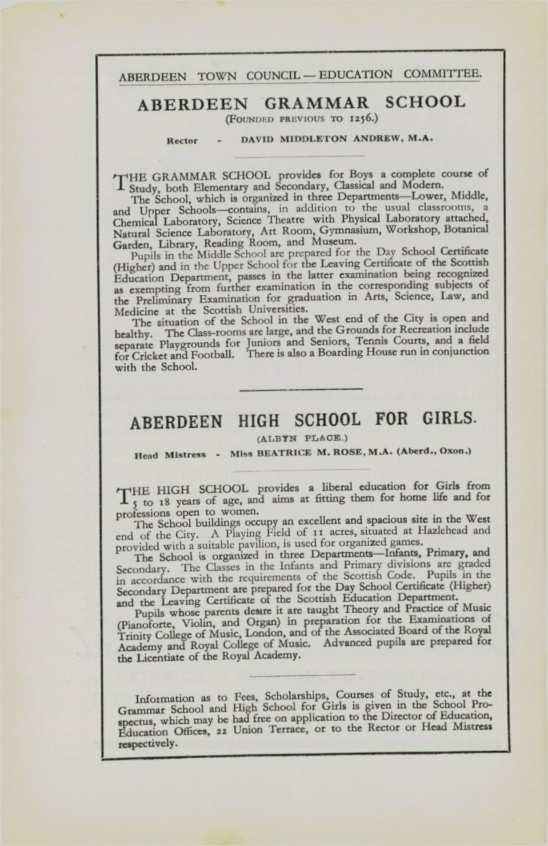 ABERDEEN TOWN COUNCIL — EDUCATION COMMITTEE.
ABERDEEN GRAMMAR SCHOOL
(FOUNDED PREVIOUS TO 1256.)
Rector - DAVID MIDDLETON ANDREW, M.A.
THE GRAMMAR SCHOOL provides for Boys a complete course of
Study, both Elementary and Secondary, Classical and Modern.
The School, which is organized in three Departments—Lower, Middle,
and Upper Schools—contains, in addition to the usual classrooms, a
Chemical Laboratory, Science Theatre with Physical Laboratory attached,
Natural Science Laboratory, Art Room, Gymnasium, Workshop, Botanical
Garden, Library, Reading Room, and Museum.
Pupils in the Middle School are prepared for the Day School Certificate
(Higher) and in the Upper School for the Leaving Certificate of the Scottish
Education Department, passes in the latter examination being recognized
as exempting from further examination in the corresponding subjects of
the Preliminary Examination for graduation in Arts, Science, Law, and
Medicine at the Scottish Universities.
The situation of the School in the West end of the City is open and
healthy. The Class-rooms are large, and the Grounds for Recreation include
separate Playgrounds for Juniors and Seniors, Tennis Courts, and a field
for Cricket and Football. There is also a Boarding House run in conjunction
with the School.
ABERDEEN HIGH SCHOOL FOR GIRLS.
(ALBYN PLACE.)
Head Mistress - Miss BEATRICE M. ROSE, M.A. (Aberd., Oxon.)
THE HIGH SCHOOL provides a liberal education for Girls from
5 to 18 years of age, and aims at fitting them for home life and for
professions open to women.
The School buildings occupy an excellent and spacious site in the West
end of the City. A Playing Field of 11 acres, situated at Hazlehead and
provided with a suitable pavilion, is used for organized games.
The School is organized in three Departments—Infants, Primary, and
Secondary. The Classes in the Infants and Primary divisions are graded
in accordance with the requirements of the Scottish Code. Pupils in the
Secondary Department are prepared for the Day School Certificate (Higher)
and the Leaving Certificate of the Scottish Education Department.
Pupils whose parents desire it are taught Theory and Practice of Music
(Pianoforte, Violin, and Organ) in preparation for the Examinations of
Trinity College of Music, London, and of the Associated Board of the Royal
Academy and Royal College of Music. Advanced pupils are prepared for
the Licentiate of the Royal Academy.
Information as to Fees, Scholarships, Courses of Study, etc., at the
Grammar School and High School for Girls is given in the School Pro-
spectus, which may be had free on application to the Director of Education,
Education Offices, 22 Union Terrace, or to the Rector or Head Mistress
respectively.